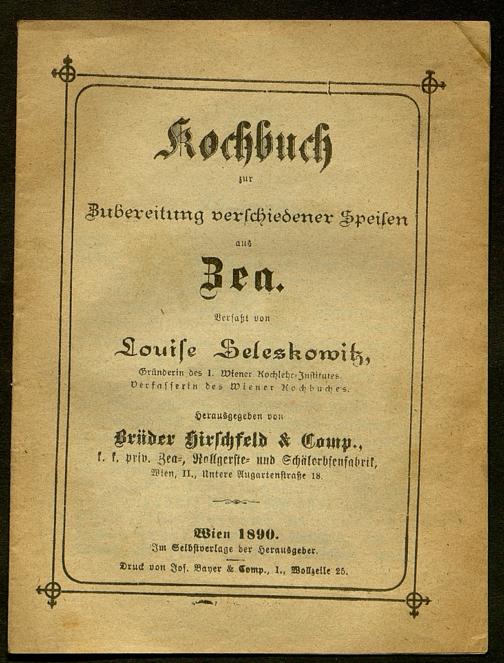 Kochbuch
zur
Zubereitung verschiedener Speisen
aus
Zea.
Verfaßt von
Louise Seleskowitz,
Gründerin des I. Wiener Kochlehr-Institutes.
Verfasserin des Wiener Kochbuches.
Herausgegeben von
Brüder Hirschfeld & Comp.,
k. k. priv. Zea-, Rollgerste- und Schälerbsenfabrik,
Wien, II., Untere Augartenstraße 18.
Wien 1890.
Im Selbstverlage der Herausgeber.
Druck von Jos. Bayer & Comp., I., Wollzeile 25.